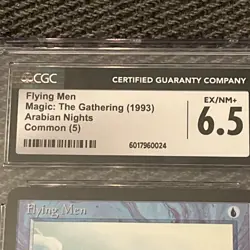 CGC
CERTIFIED GUARANTY COMPANY
Flying Men
Magic: The Gathering (1993)
Arabian Nights
Common (5)
6017960024
EX/NM+
6.5
Flying Men